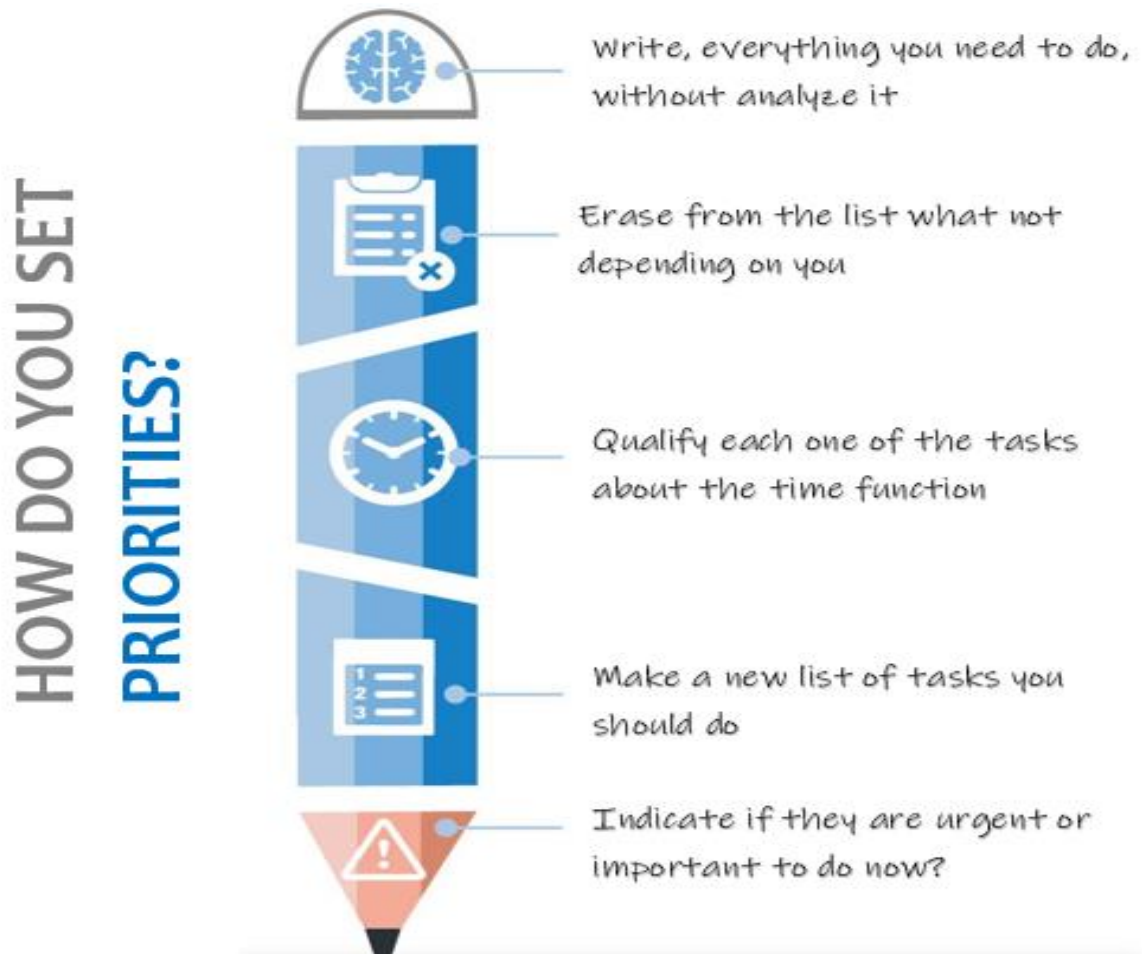 HOW DO YOU SET
PRIORITIES?
Write, everything you need to do,
without analyze it
Erase from the list what not
depending on you
Qualify each one of the tasks
about the time function
1
2
3
Make a new list of tasks you
should do
Indicate if they are urgent or
important to do now?